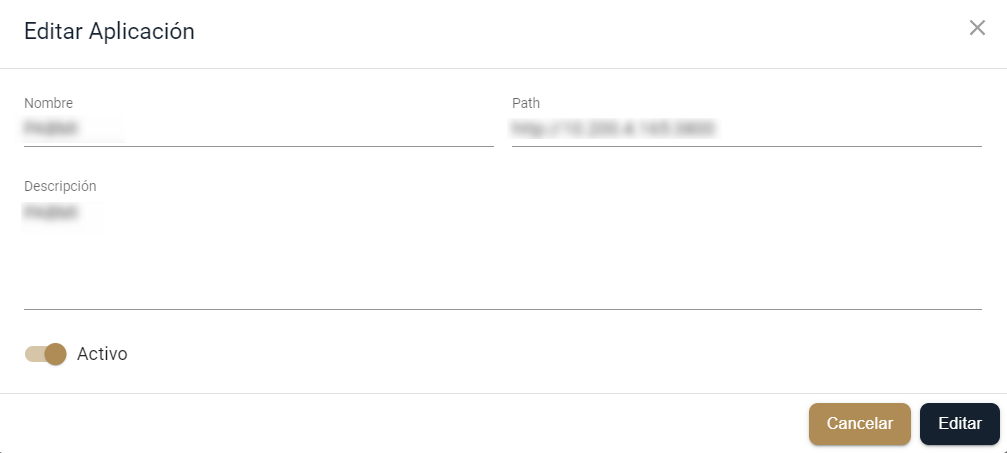 Editar Aplicación
Nombre
Path
Descripción
Activo
Cancelar
Editar